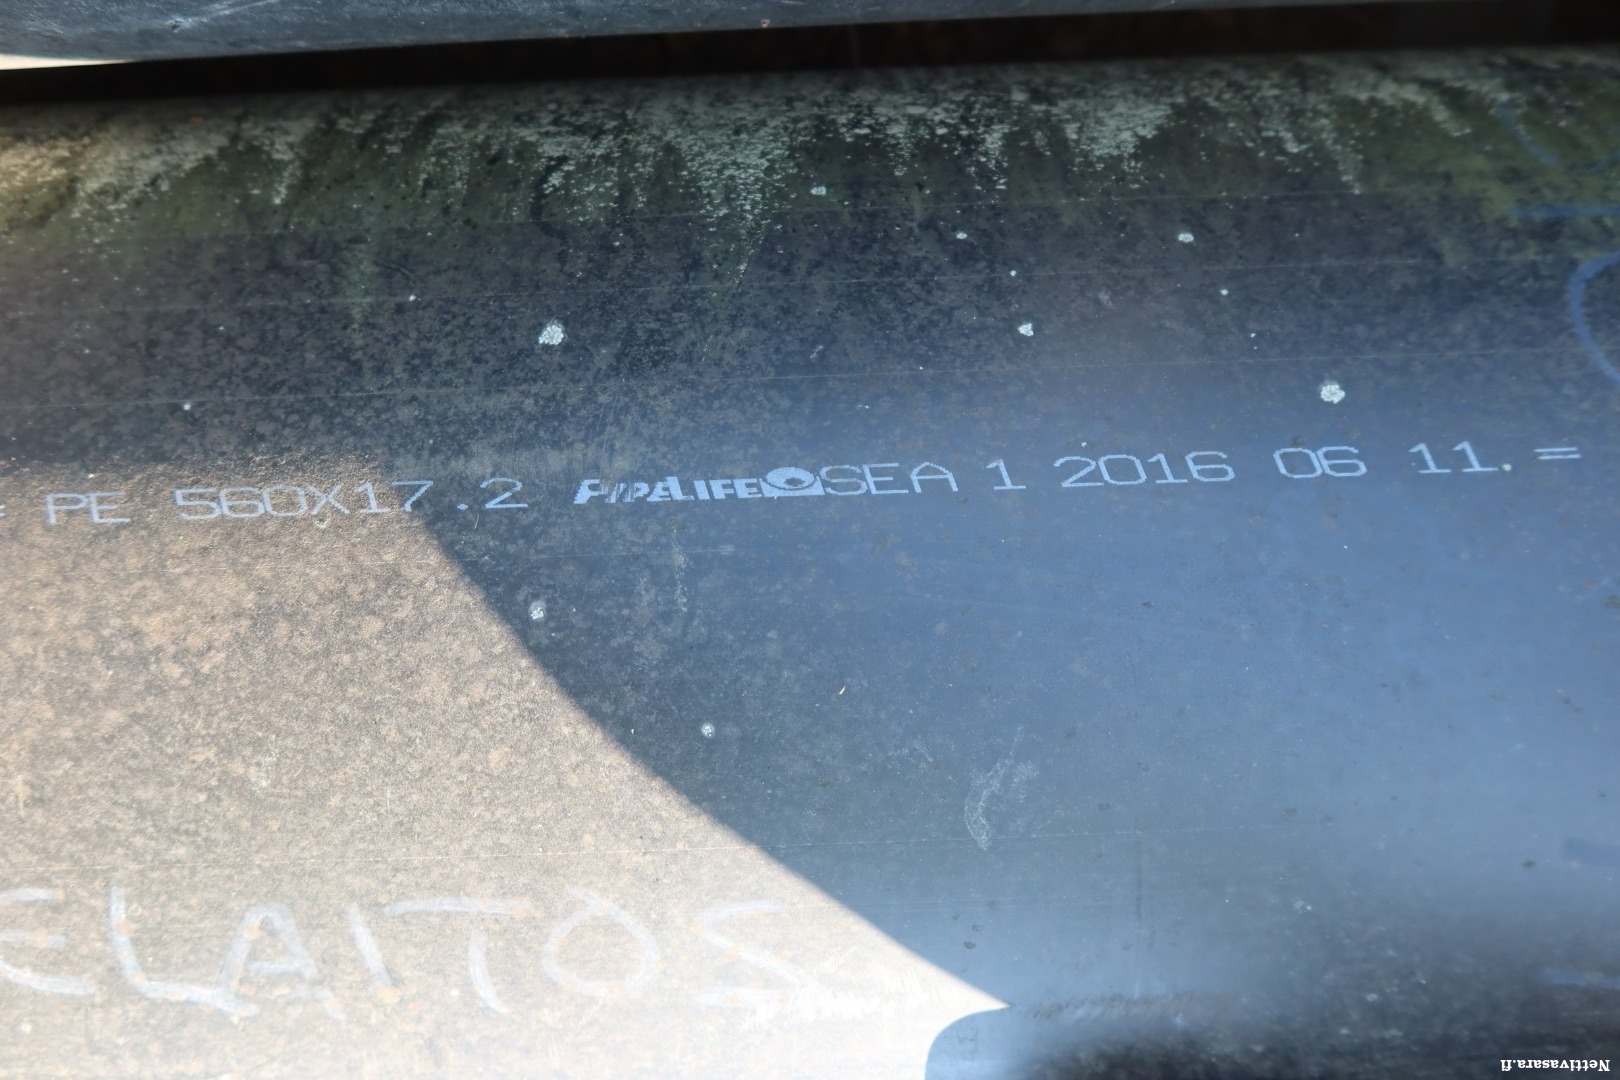 = PE 560X17.2 PIPELIFE SEA 1 2016 06 11. =
ELAITOS
Nettivasara.fi